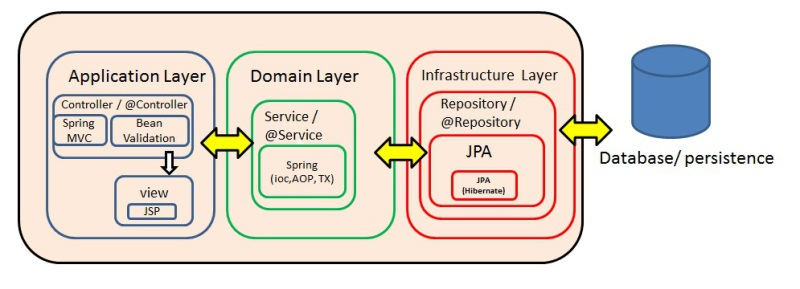 Application Layer
Controller / @Controller
Spring
MVC
Bean
Validation
view
JSP
Domain Layer
Service /
@Service
Spring
(ioc,AOP, TX)
Infrastructure Layer
Repository /
@Repository
JPA
JPA
(Hibernate)
Database/ persistence